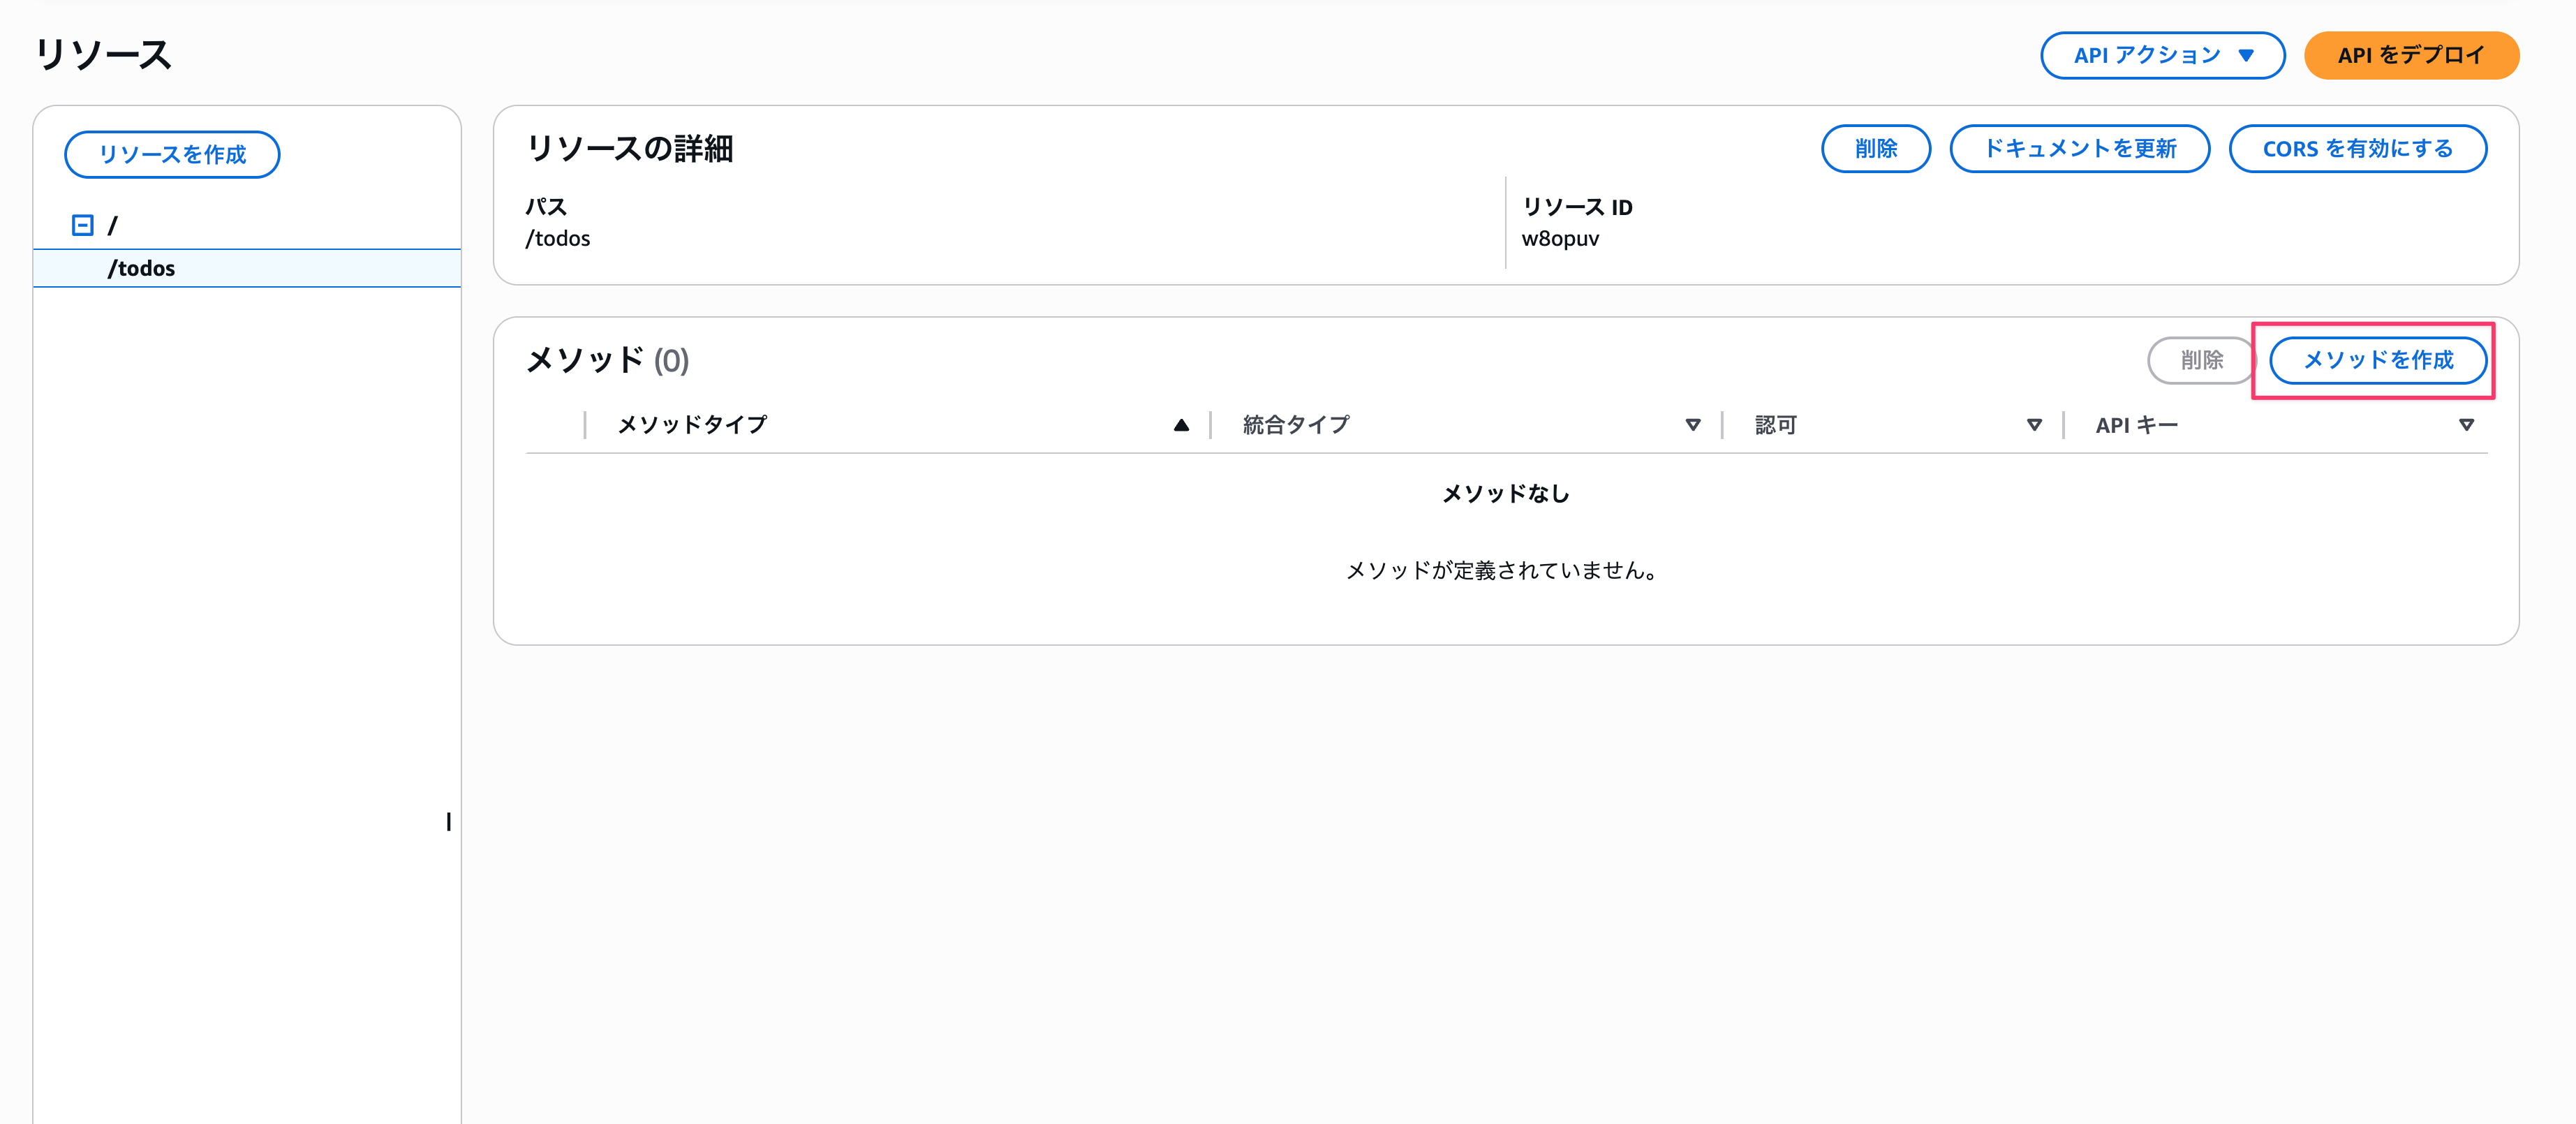 リソース
API アクション
API をデプロイ
リソースを作成
/
/todos
リソースの詳細
削除
ドキュメントを更新
CORS を有効にする
パス
/todos
リソース ID
w8opuv
メソッド (0)
削除
メソッドを作成
メソッドタイプ
統合タイプ
認可
API キー
メソッドなし
メソッドが定義されていません。